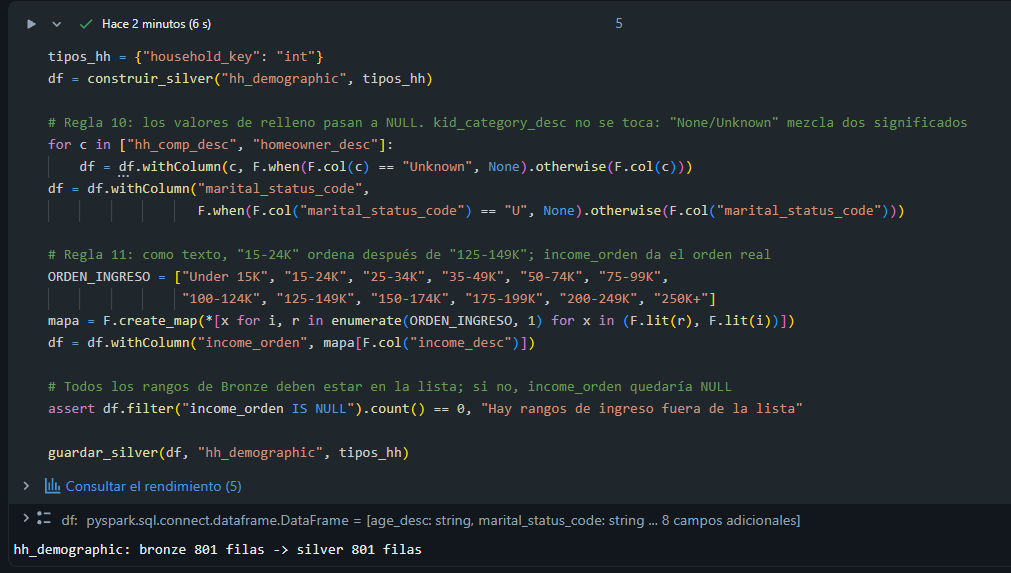 Hace 2 minutos (6 s)
5
tipos_hh = {"household_key": "int"}
df = construir_silver("hh_demographic", tipos_hh)
# Regla 10: los valores de relleno pasan a NULL. kid_category_desc no se toca: "None/Unknown" mezcla dos significados
for c in ["hh_comp_desc", "homeowner_desc"]:
    df = df.withColumn(c, F.when(F.col(c) == "Unknown", None).otherwise(F.col(c)))
df = df.withColumn("marital_status_code",
                   F.when(F.col("marital_status_code") == "U", None).otherwise(F.col("marital_status_code")))
# Regla 11: como texto, "15-24K" ordena después de "125-149K"; income_orden da el orden real
ORDEN_INGRESO = ["Under 15K", "15-24K", "25-34K", "35-49K", "50-74K", "75-99K",
                 "100-124K", "125-149K", "150-174K", "175-199K", "200-249K", "250K+"]
mapa = F.create_map(*[x for i, r in enumerate(ORDEN_INGRESO, 1) for x in (F.lit(r), F.lit(i))])
df = df.withColumn("income_orden", mapa[F.col("income_desc")])
# Todos los rangos de Bronze deben estar en la lista; si no, income_orden quedaría NULL
assert df.filter("income_orden IS NULL").count() == 0, "Hay rangos de ingreso fuera de la lista"
guardar_silver(df, "hh_demographic", tipos_hh)
Consultar el rendimiento (5)
df: pyspark.sql.connect.dataframe.DataFrame = [age_desc: string, marital_status_code: string ... 8 campos adicionales]
hh_demographic: bronze 801 filas -> silver 801 filas